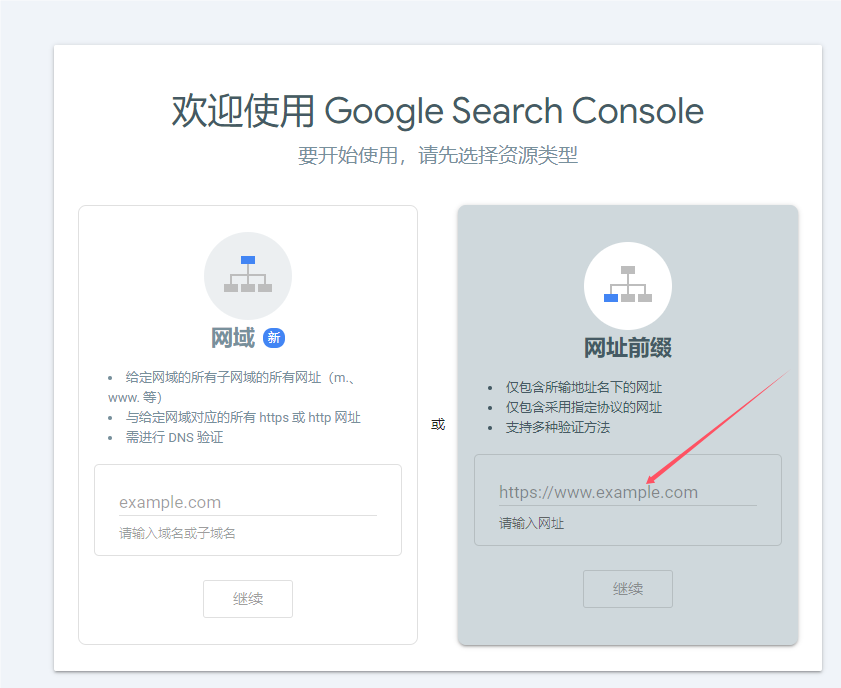 欢迎使用 Google Search Console
要开始使用，请先选择资源类型
网域 新
• 给定网域的所有子网域的所有网址（m.、
www. 等）
• 与给定网域对应的所有 https 或 http 网址
• 需进行 DNS 验证
example.com
请输入域名或子域名
继续
或
网址前缀
• 仅包含所输地址名下的网址
• 仅包含采用指定协议的网址
• 支持多种验证方法
https://www.example.com
请输入网址
继续